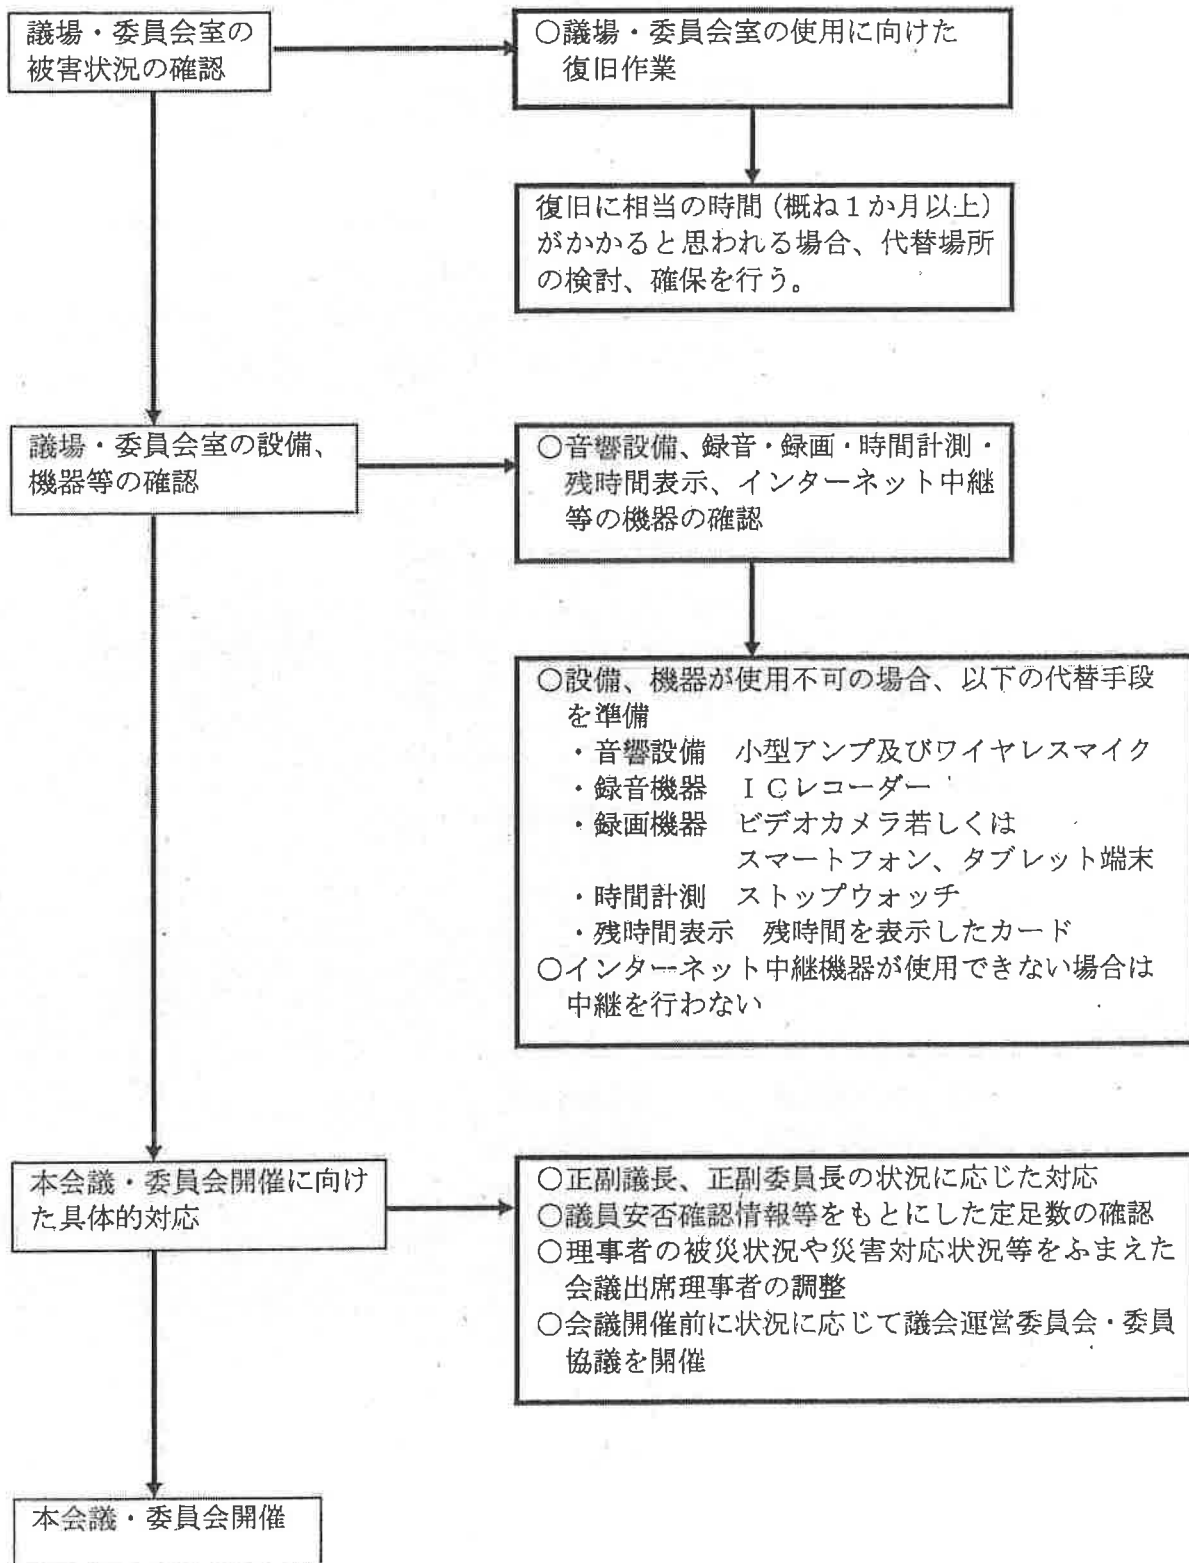 議場・委員会室の
被害状況の確認
○議場・委員会室の使用に向けた
復旧作業
復旧に相当の時間(概ね1か月以上)
がかかると思われる場合、代替場所
の検討、確保を行う。
議場・委員会室の設備、
機器等の確認
○音響設備、録音・録画・時間計測・
残時間表示、インターネット中継
等の機器の確認
○設備、機器が使用不可の場合、以下の代替手段
を準備
・音響設備 小型アンプ及びワイヤレスマイク
・録音機器 ICレコーダー
・録画機器 ビデオカメラ若しくは
スマートフォン、タブレット端末
・時間計測 ストップウォッチ
・残時間表示 残時間を表示したカード
○インターネット中継機器が使用できない場合は
中継を行わない
本会議・委員会開催に向け
た具体的対応
○正副議長、正副委員長の状況に応じた対応
○議員安否確認情報等をもとにした定足数の確認
○理事者の被災状況や災害対応状況等をふまえた
会議出席理事者の調整
○会議開催前に状況に応じて議会運営委員会・委員
協議を開催
本会議・委員会開催